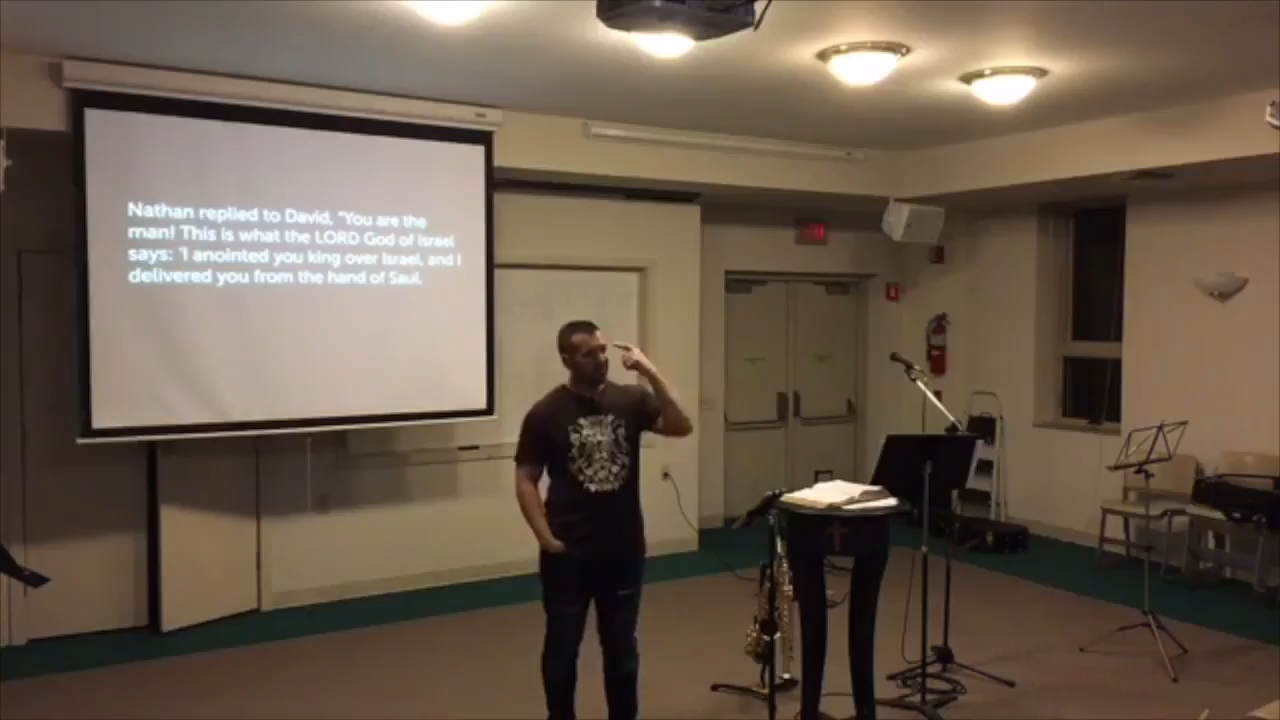 Nathan replied to David, "You are the
man! This is what the LORD God of Israel
says: 'I anointed you king over Israel, and I
delivered you from the hand of Saul.